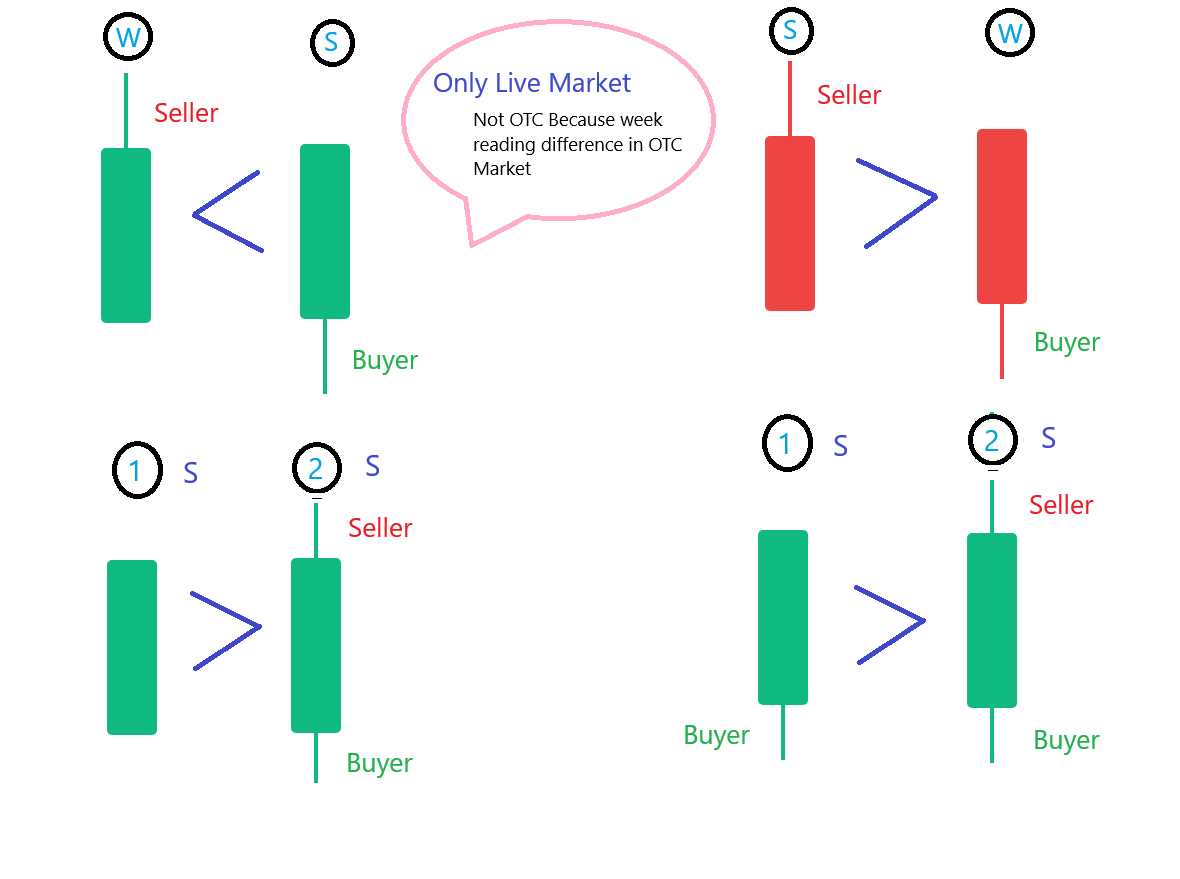 W
S
Only Live Market
Not OTC Because week
reading difference in OTC
Market
S
W
Seller
Seller
Buyer
Buyer
1
S
2
S
1
S
2
S
Seller
Seller
Buyer
Buyer
Buyer